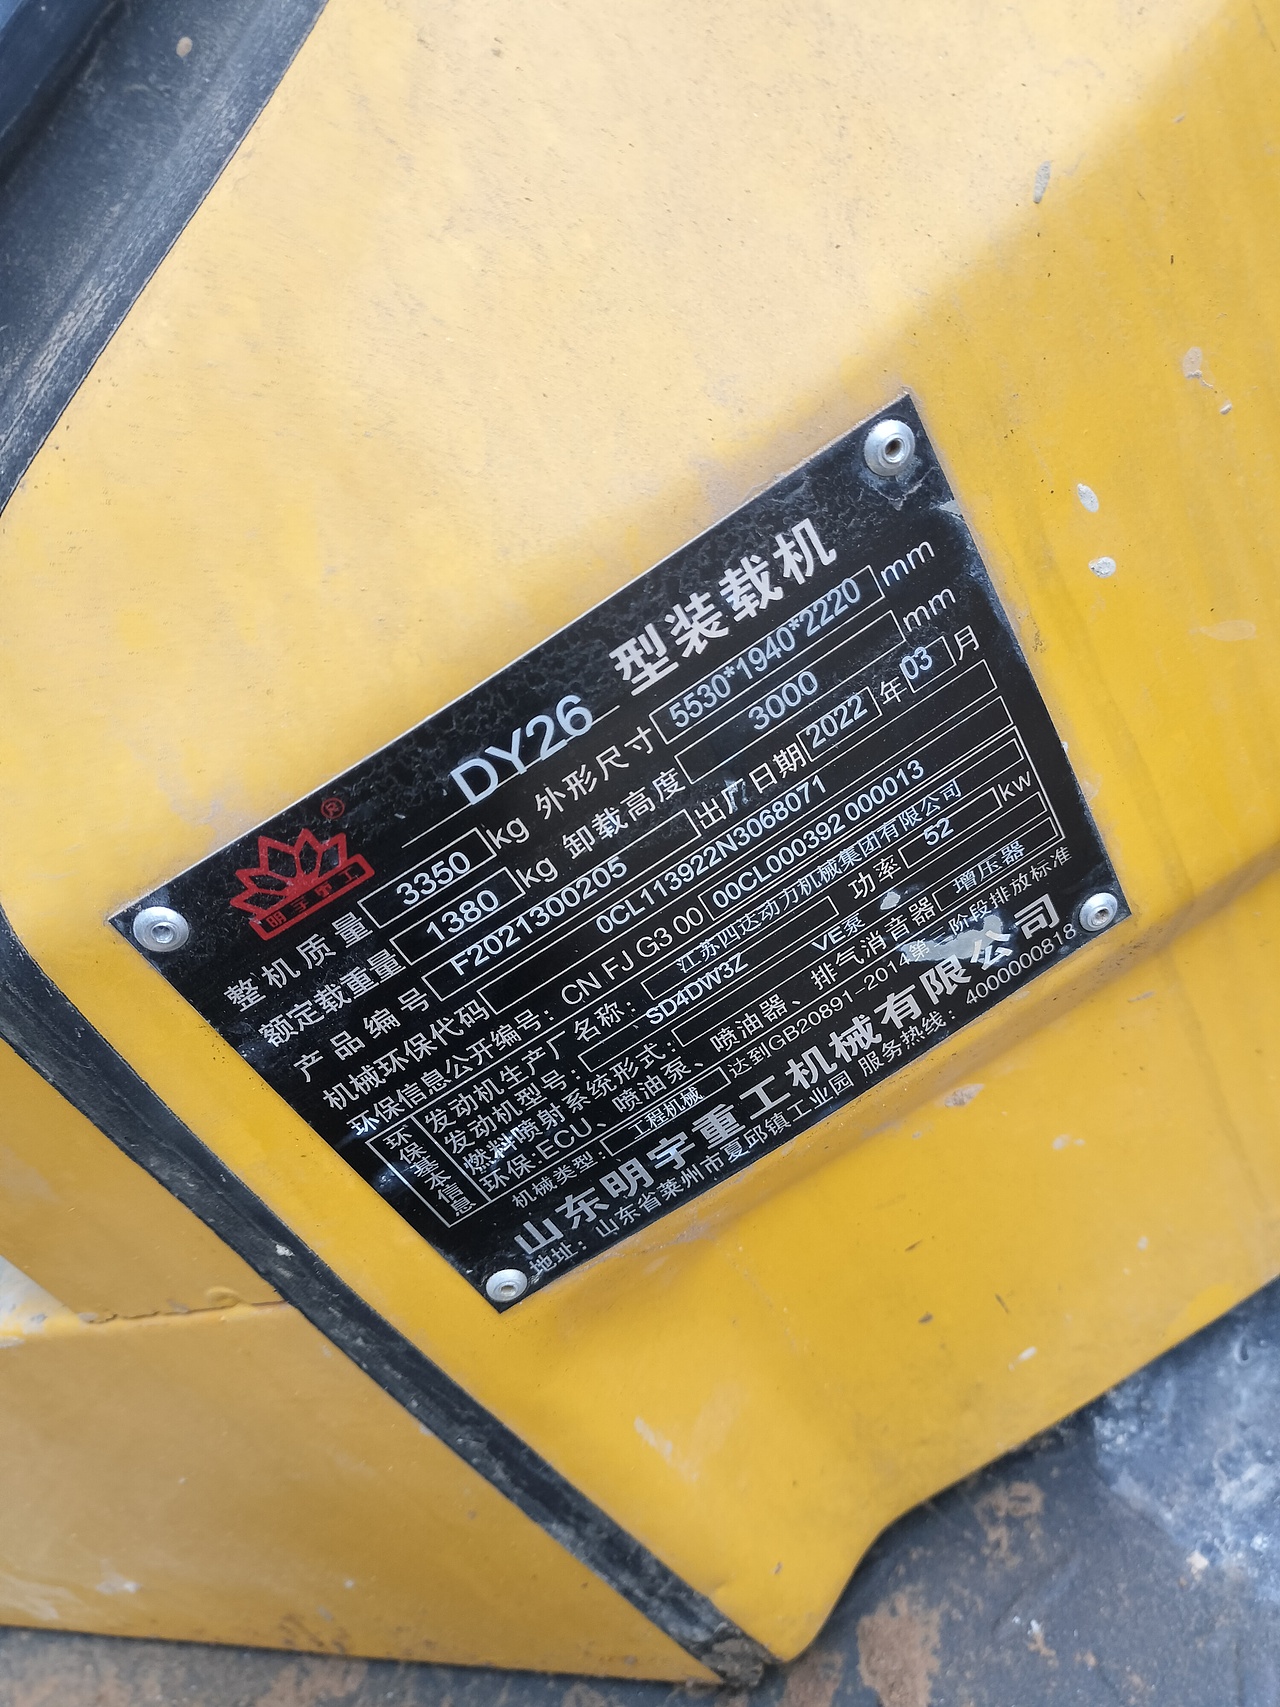 ®
明宇重工
DY26 型装载机
整机质量 3350 kg 外形尺寸 5530*1940*2220 mm
额定载重量 1380 kg 卸载高度 3000 mm
产品编号 F2021300205 出厂日期 2022 年 03 月
机械环保代码 0CL113922N3068071
环保信息公开编号: CN FJ G3 00 00CL000392 000013
环保基本信息
发动机生产厂名称: 江苏四达动力机械集团有限公司
发动机型号: SD4DW3Z 功率 52 kw
燃料喷射系统形式: VE泵
环保:ECU、喷油泵、喷油器、排气消音器、增压器
机械类型: 工程机械 达到GB20891-2014第三阶段排放标准
山东明宇重工机械有限公司
地址: 山东省莱州市夏邱镇工业园 服务热线: 4000000818